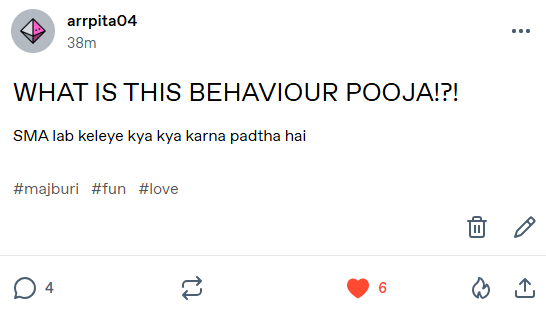 arrpita04
38m
WHAT IS THIS BEHAVIOUR POOJA!?!
SMA lab keleye kya kya karna padtha hai
#majburi #fun #love
4 6